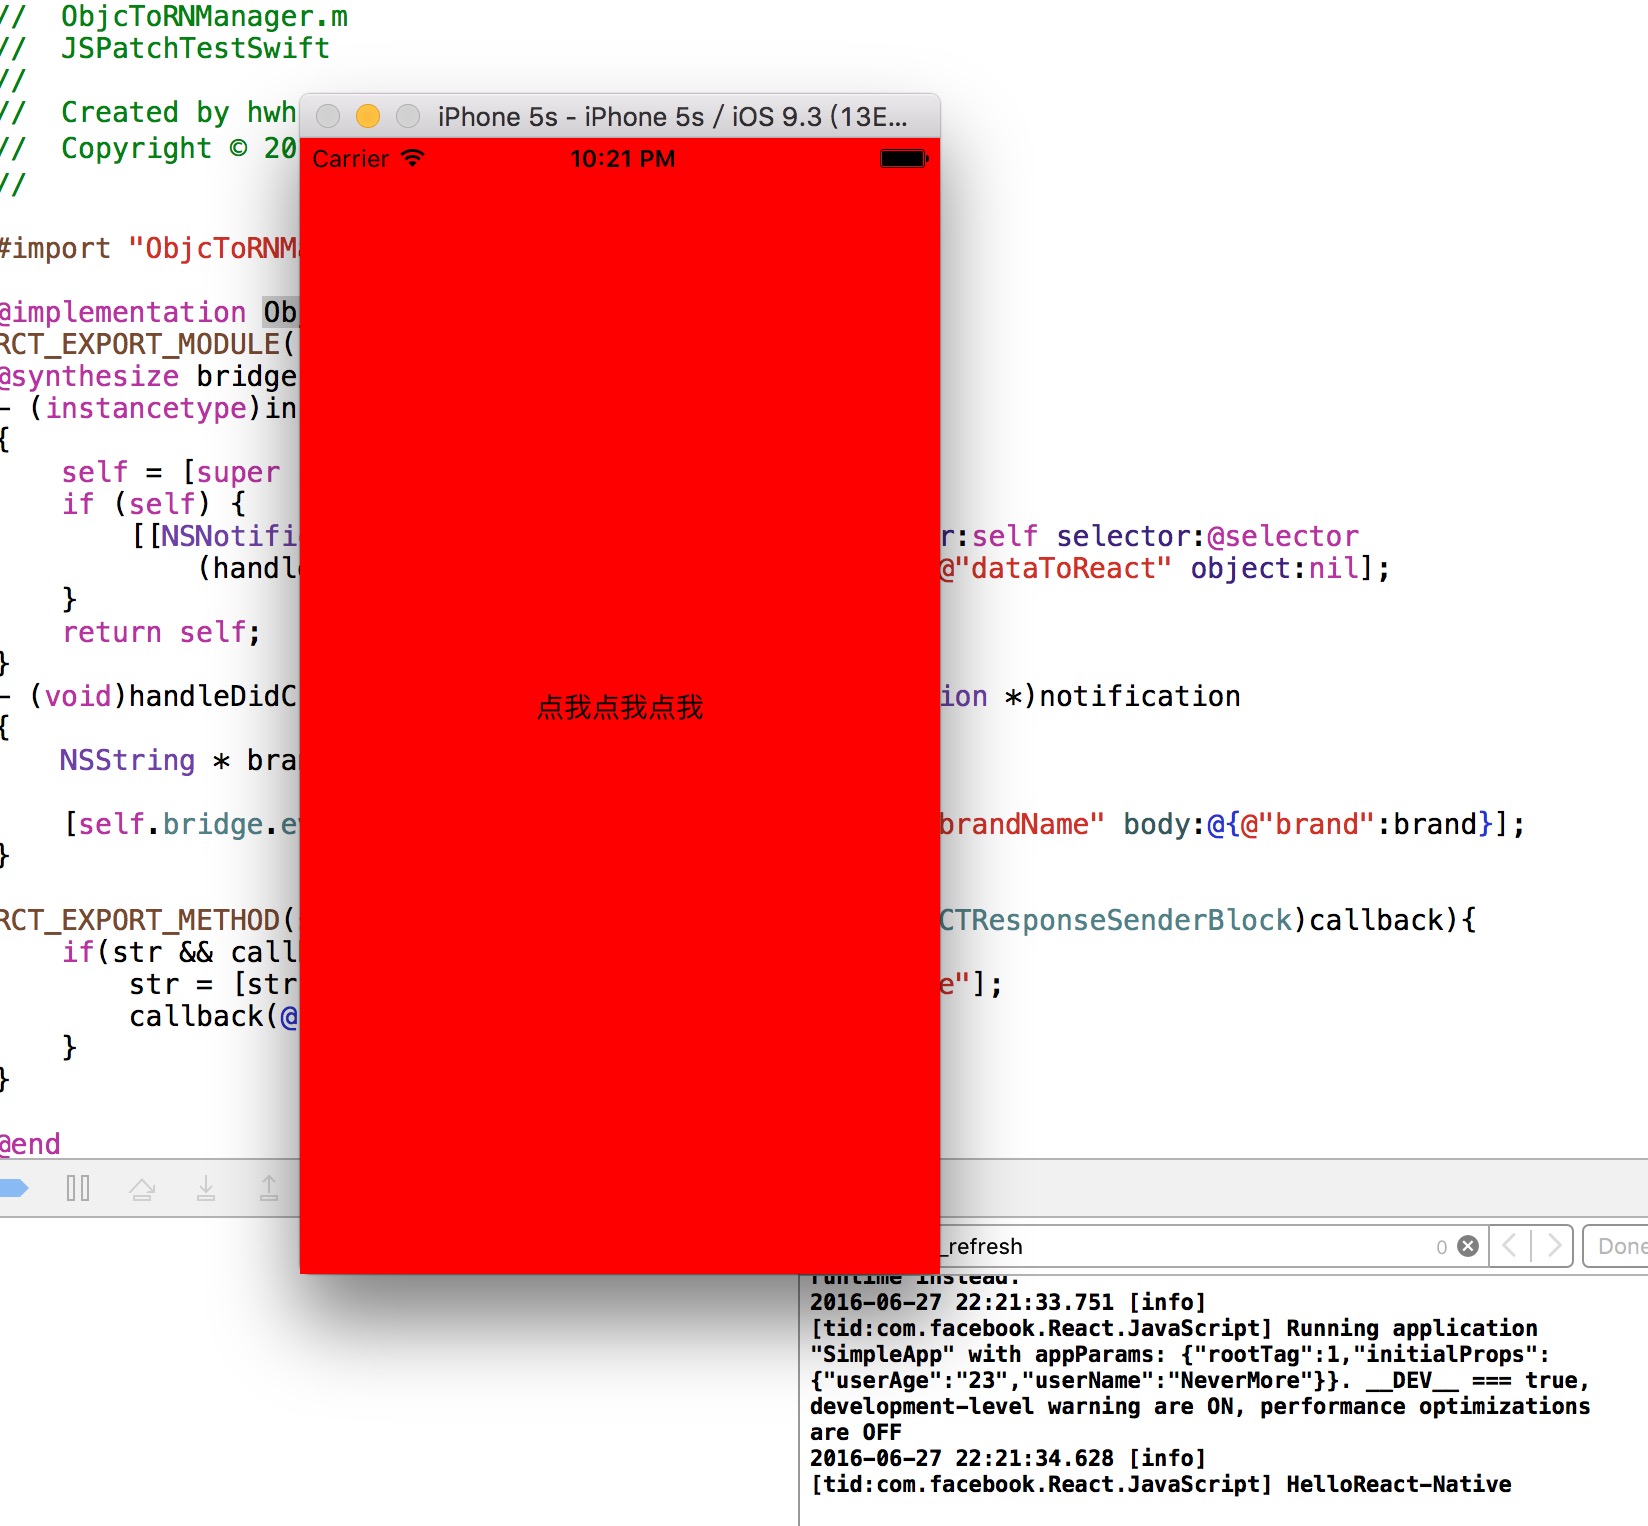 //  ObjcToRNManager.m
//  JSPatchTestSwift
//
//  Created by hwh
//  Copyright © 20
//
#import "ObjcToRNM
@implementation Ob
RCT_EXPORT_MODULE(
@synthesize bridge
- (instancetype)in
{
self = [super
if (self) {
[[NSNotifi
r:self selector:@selector
(handle
@"dataToReact" object:nil];
}
return self;
}
- (void)handleDidC
ion *)notification
{
NSString * bra
[self.bridge.ev
brandName" body:@{@"brand":brand}];
}
RCT_EXPORT_METHOD(
CTResponseSenderBlock)callback){
if(str && call
str = [str
e"];
callback(@
}
}
@end
iPhone 5s - iPhone 5s / iOS 9.3 (13E...
Carrier
10:21 PM
点我点我点我
_refresh
0
Done
runtime instead.
2016-06-27 22:21:33.751 [info]
[tid:com.facebook.React.JavaScript] Running application
"SimpleApp" with appParams: {"rootTag":1,"initialProps":
{"userAge":"23","userName":"NeverMore"}}. __DEV__ === true,
development-level warning are ON, performance optimizations
are OFF
2016-06-27 22:21:34.628 [info]
[tid:com.facebook.React.JavaScript] HelloReact-Native